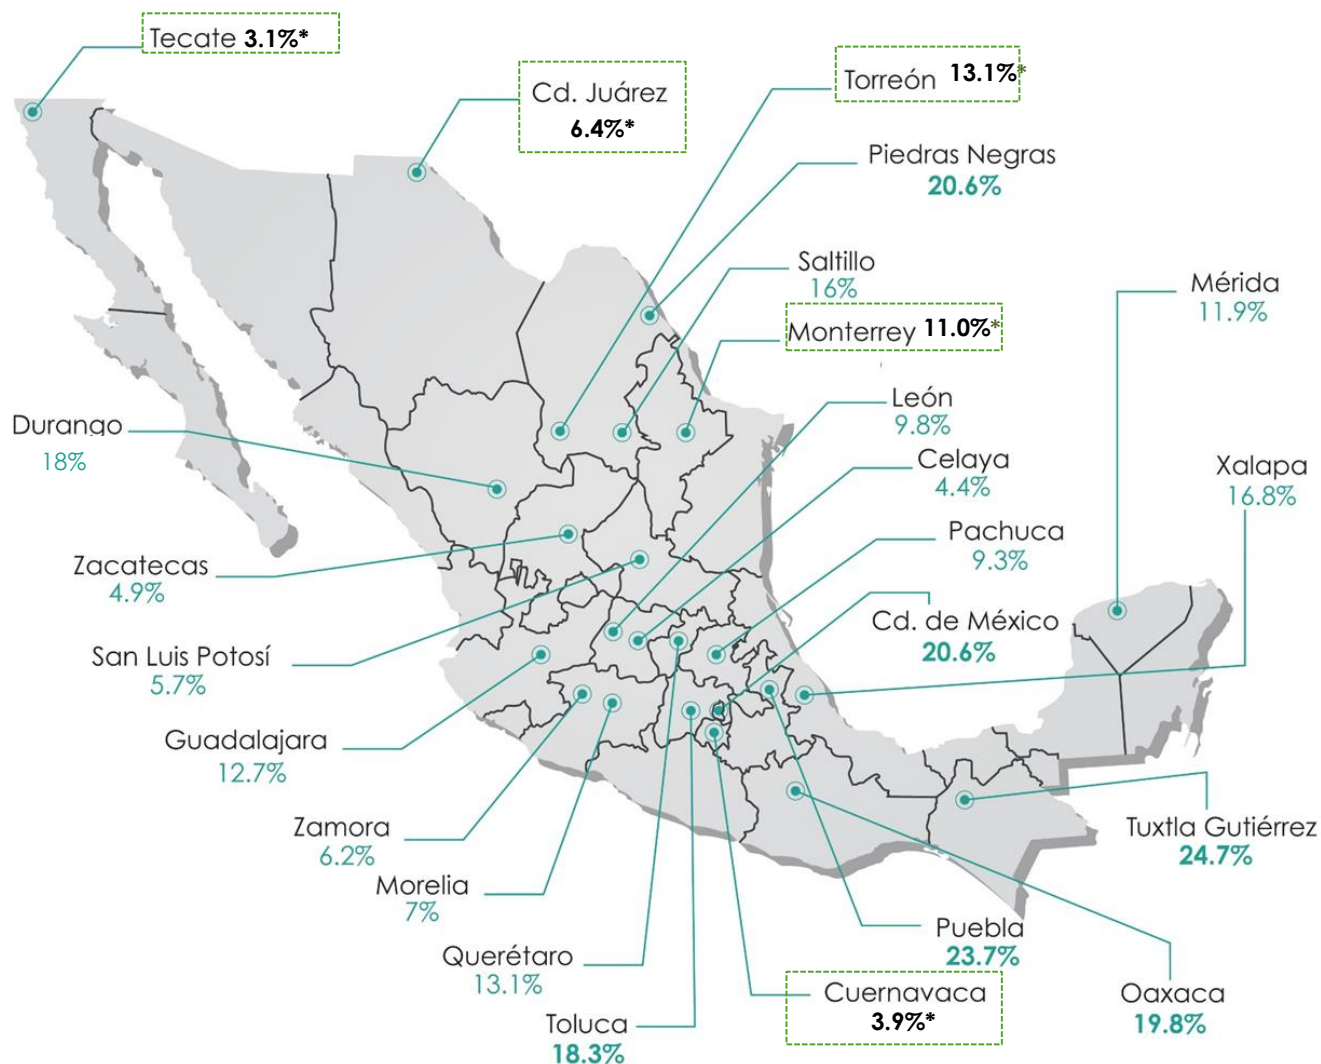 Tecate 3.1%*
Cd. Juárez
6.4%*
Torreón 13.1%*
Piedras Negras
20.6%
Saltillo
16%
Monterrey 11.0%*
Mérida
11.9%
León
9.8%
Durango
18%
Celaya
4.4%
Xalapa
16.8%
Pachuca
9.3%
Zacatecas
4.9%
Cd. de México
20.6%
San Luis Potosí
5.7%
Guadalajara
12.7%
Zamora
6.2%
Tuxtla Gutiérrez
24.7%
Morelia
7%
Puebla
23.7%
Querétaro
13.1%
Cuernavaca
3.9%*
Oaxaca
19.8%
Toluca
18.3%